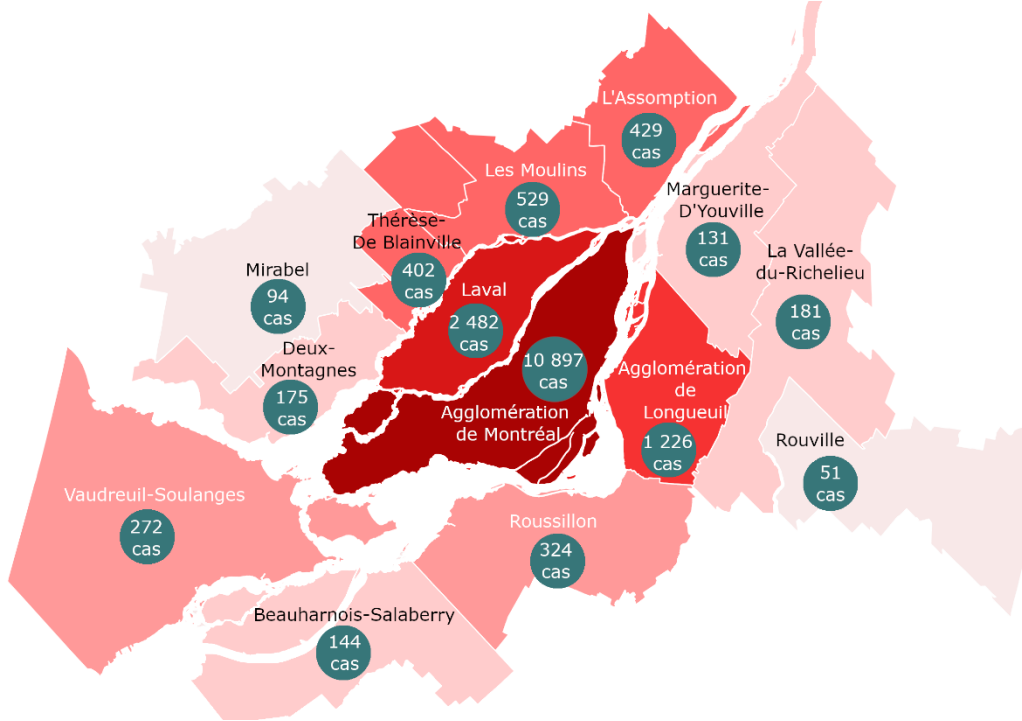 L'Assomption
429
cas
Les Moulins
529
cas
Marguerite-
D'Youville
131
cas
Thérèse-
De Blainville
402
cas
La Vallée-
du-Richelieu
181
cas
Mirabel
94
cas
Laval
2 482
cas
Deux-
Montagnes
175
cas
10 897
cas
Agglomération
de Montréal
Agglomération
de
Longueuil
1 226
cas
Rouville
51
cas
Vaudreuil-Soulanges
272
cas
Roussillon
324
cas
Beauharnois-Salaberry
144
cas